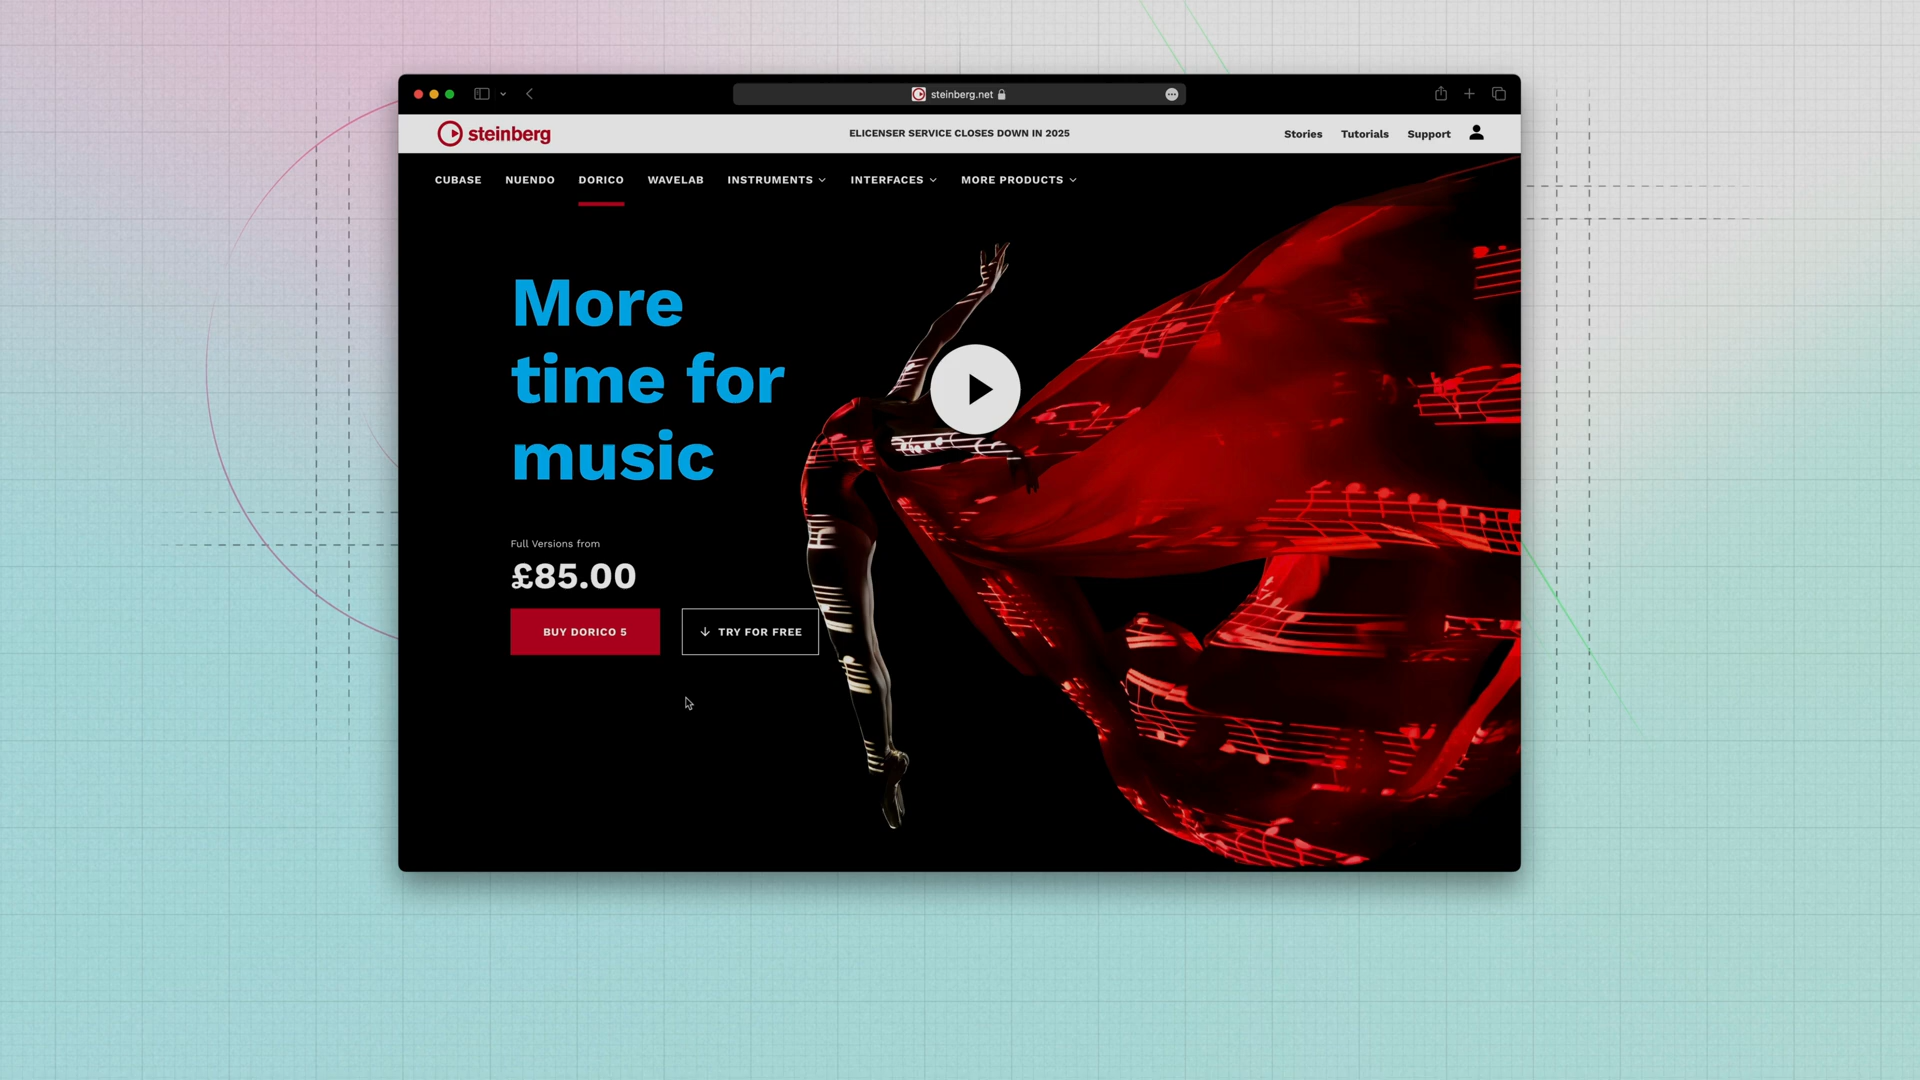 steinberg.net
steinberg
ELICENSER SERVICE CLOSES DOWN IN 2025
Stories
Tutorials
Support
CUBASE
NUENDO
DORICO
WAVELAB
INSTRUMENTS
INTERFACES
MORE PRODUCTS
More
time for
music
Full Versions from
£85.00
BUY DORICO 5
TRY FOR FREE